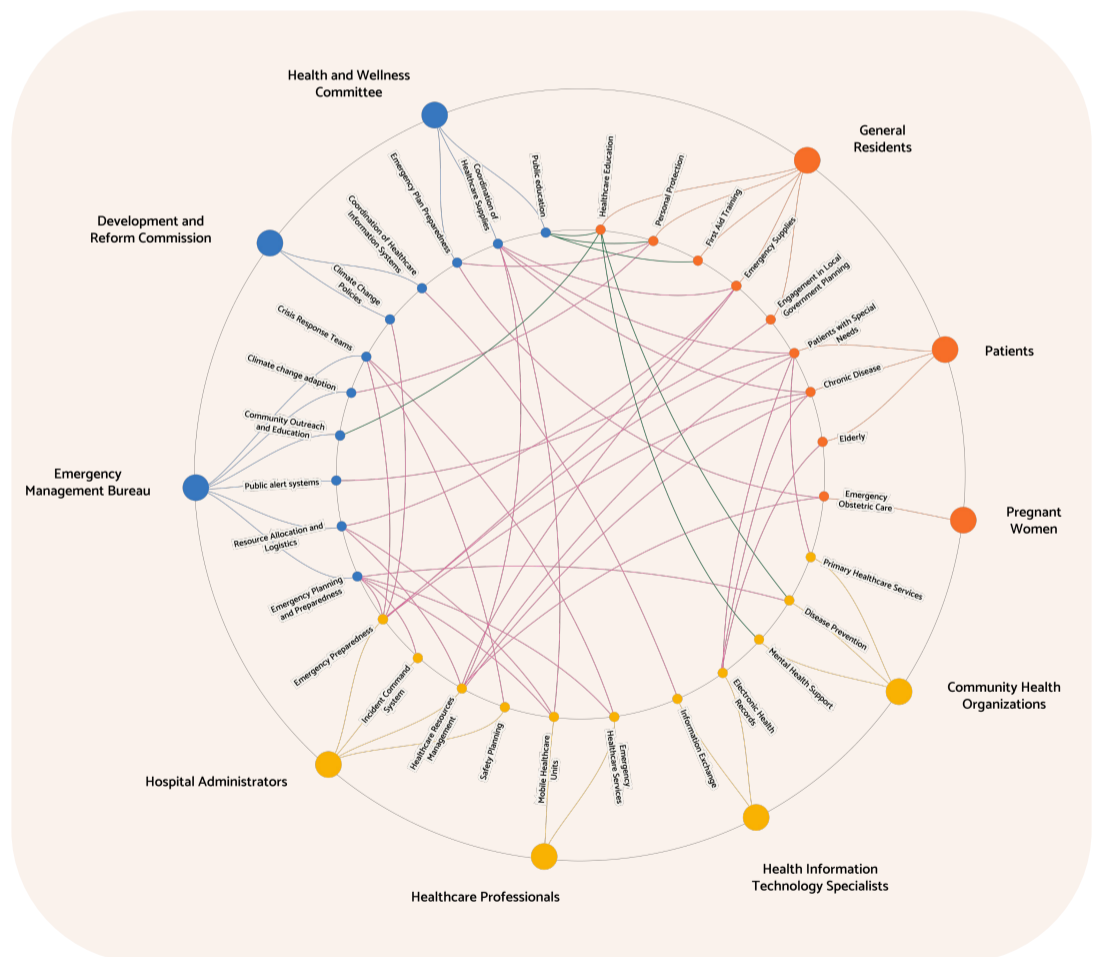 Health and Wellness
Committee
General
Residents
Development and
Reform Commission
Patients
Emergency
Management Bureau
Pregnant
Women
Community Health
Organizations
Hospital Administrators
Health Information
Technology Specialists
Healthcare Professionals
Public education
Healthcare Education
Personal Protection
First Aid Training
Emergency Supplies
Engagement in Local
Government Planning
Patients with Special
Needs
Chronic Disease
Elderly
Emergency
Obstetric Care
Primary Healthcare Services
Disease Prevention
Mental Health Support
Electronic Health
Records
Information Exchange
Emergency
Healthcare Services
Mobile Healthcare
Units
Safety Planning
Healthcare Resources
Management
Incident Command
System
Emergency Preparedness
Emergency Planning
and Preparedness
Resource Allocation and
Logistics
Public alert systems
Community Outreach
and Education
Climate change adaption
Crisis Response Teams
Climate Change
Policies
Coordination of Healthcare
Information Systems
Emergency Plan Preparedness
Coordination of
Healthcare Supplies